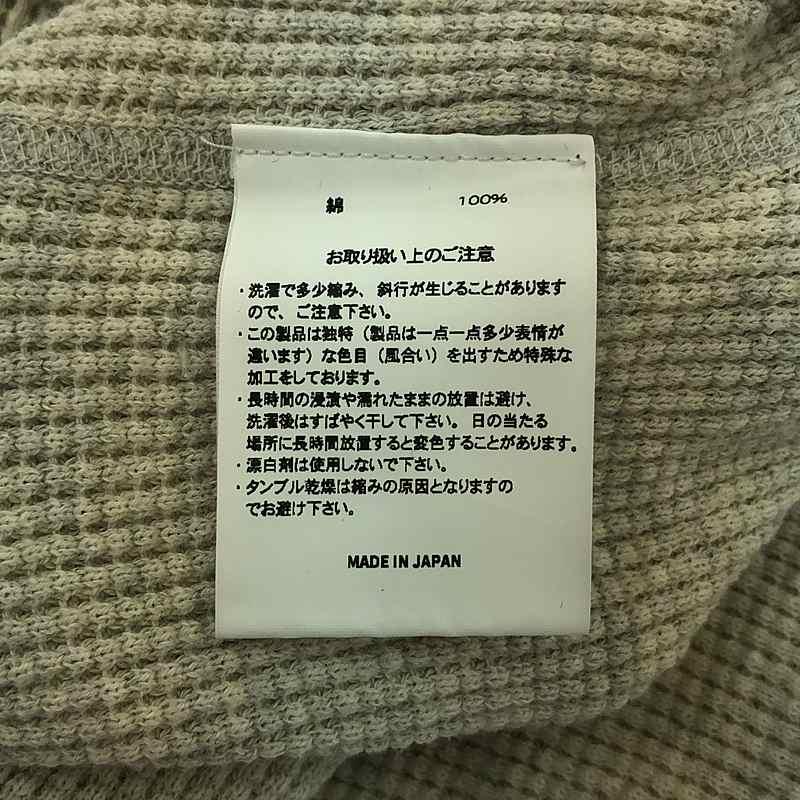 綿 100%
お取り扱い上のご注意
・洗濯で多少縮み、斜行が生じることがあります
ので、ご注意下さい。
・この製品は独特（製品は一点一点多少表情が
違います）な色目（風合い）を出すため特殊な
加工をしております。
・長時間の浸漬や濡れたままの放置は避け、
洗濯後はすばやく干して下さい。日の当たる
場所に長時間放置すると変色することがあります。
・漂白剤は使用しないで下さい。
・タンブル乾燥は縮みの原因となりますの
でお避け下さい。
MADE IN JAPAN